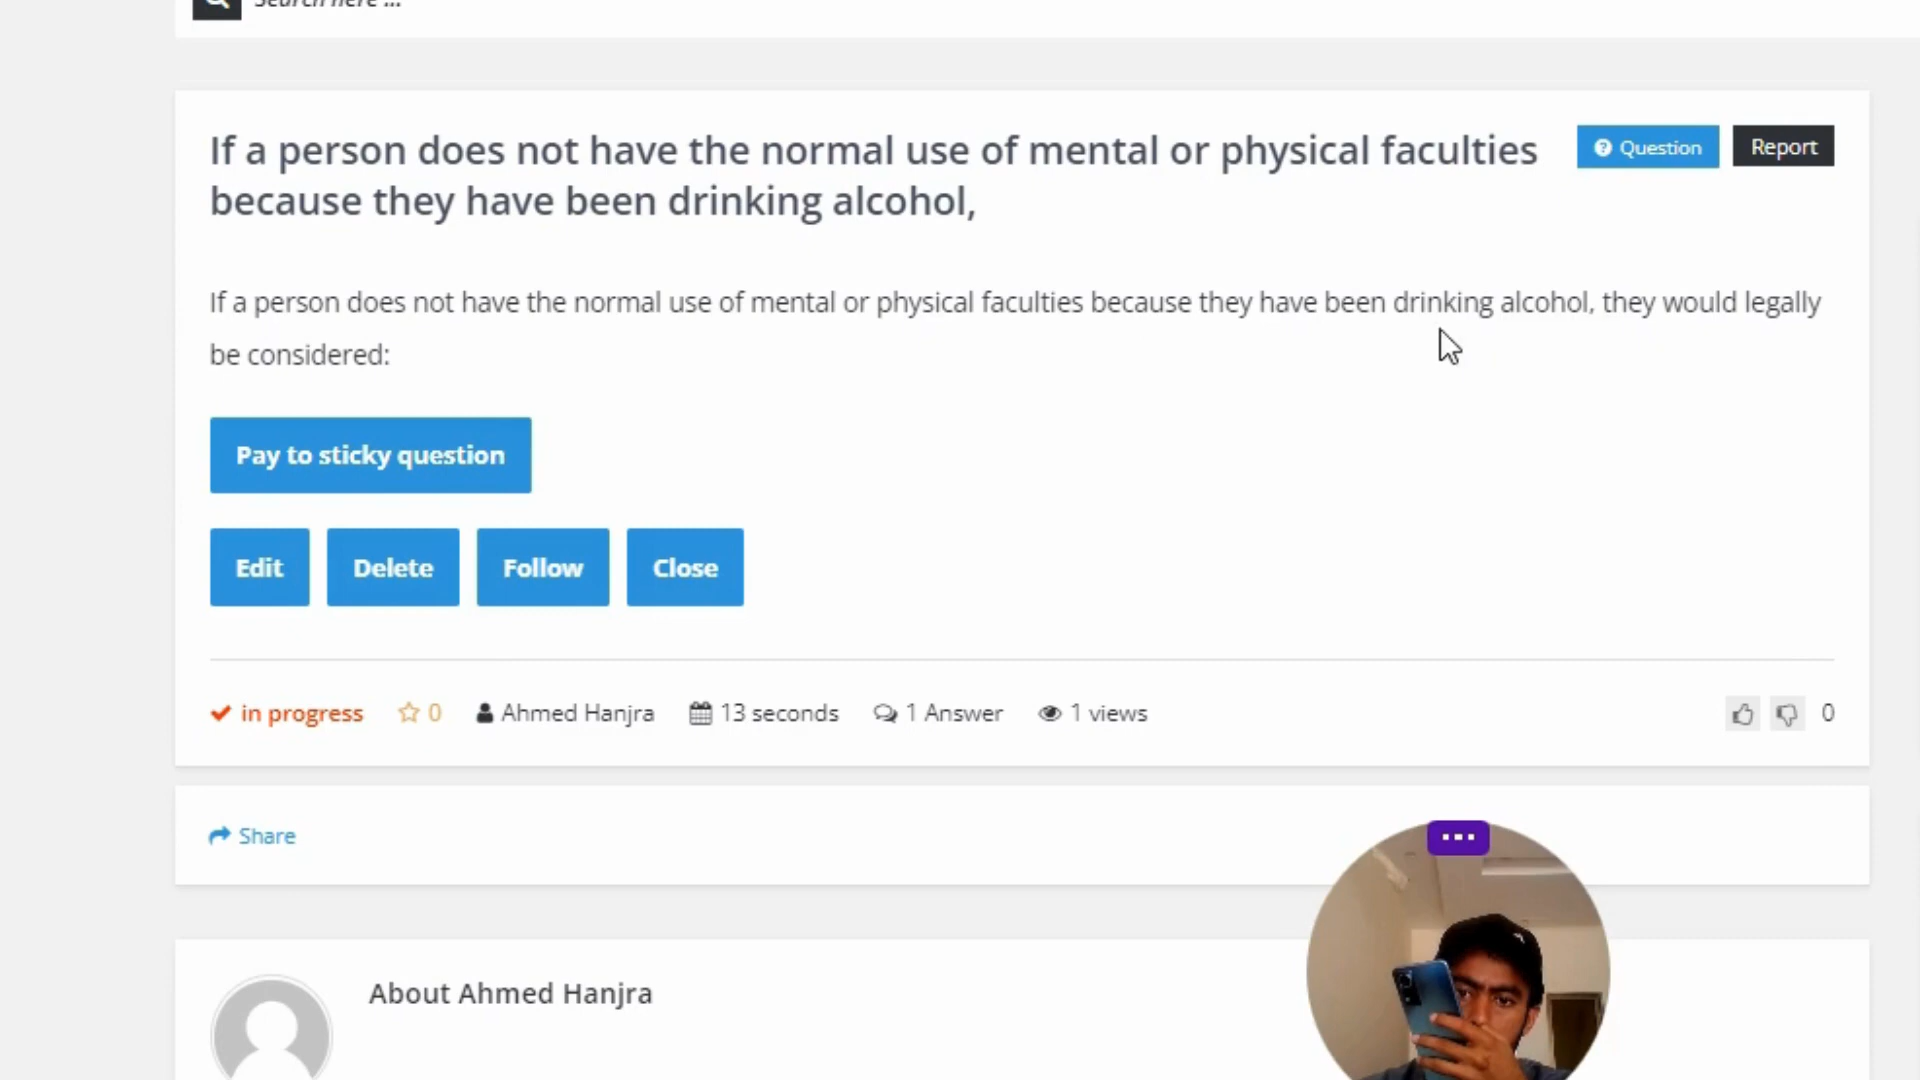 Search here ...
If a person does not have the normal use of mental or physical faculties
because they have been drinking alcohol,
Question
Report
If a person does not have the normal use of mental or physical faculties because they have been drinking alcohol, they would legally
be considered:
Pay to sticky question
Edit Delete Follow Close
in progress 0 Ahmed Hanjra 13 seconds 1 Answer 1 views 0
Share
About Ahmed Hanjra